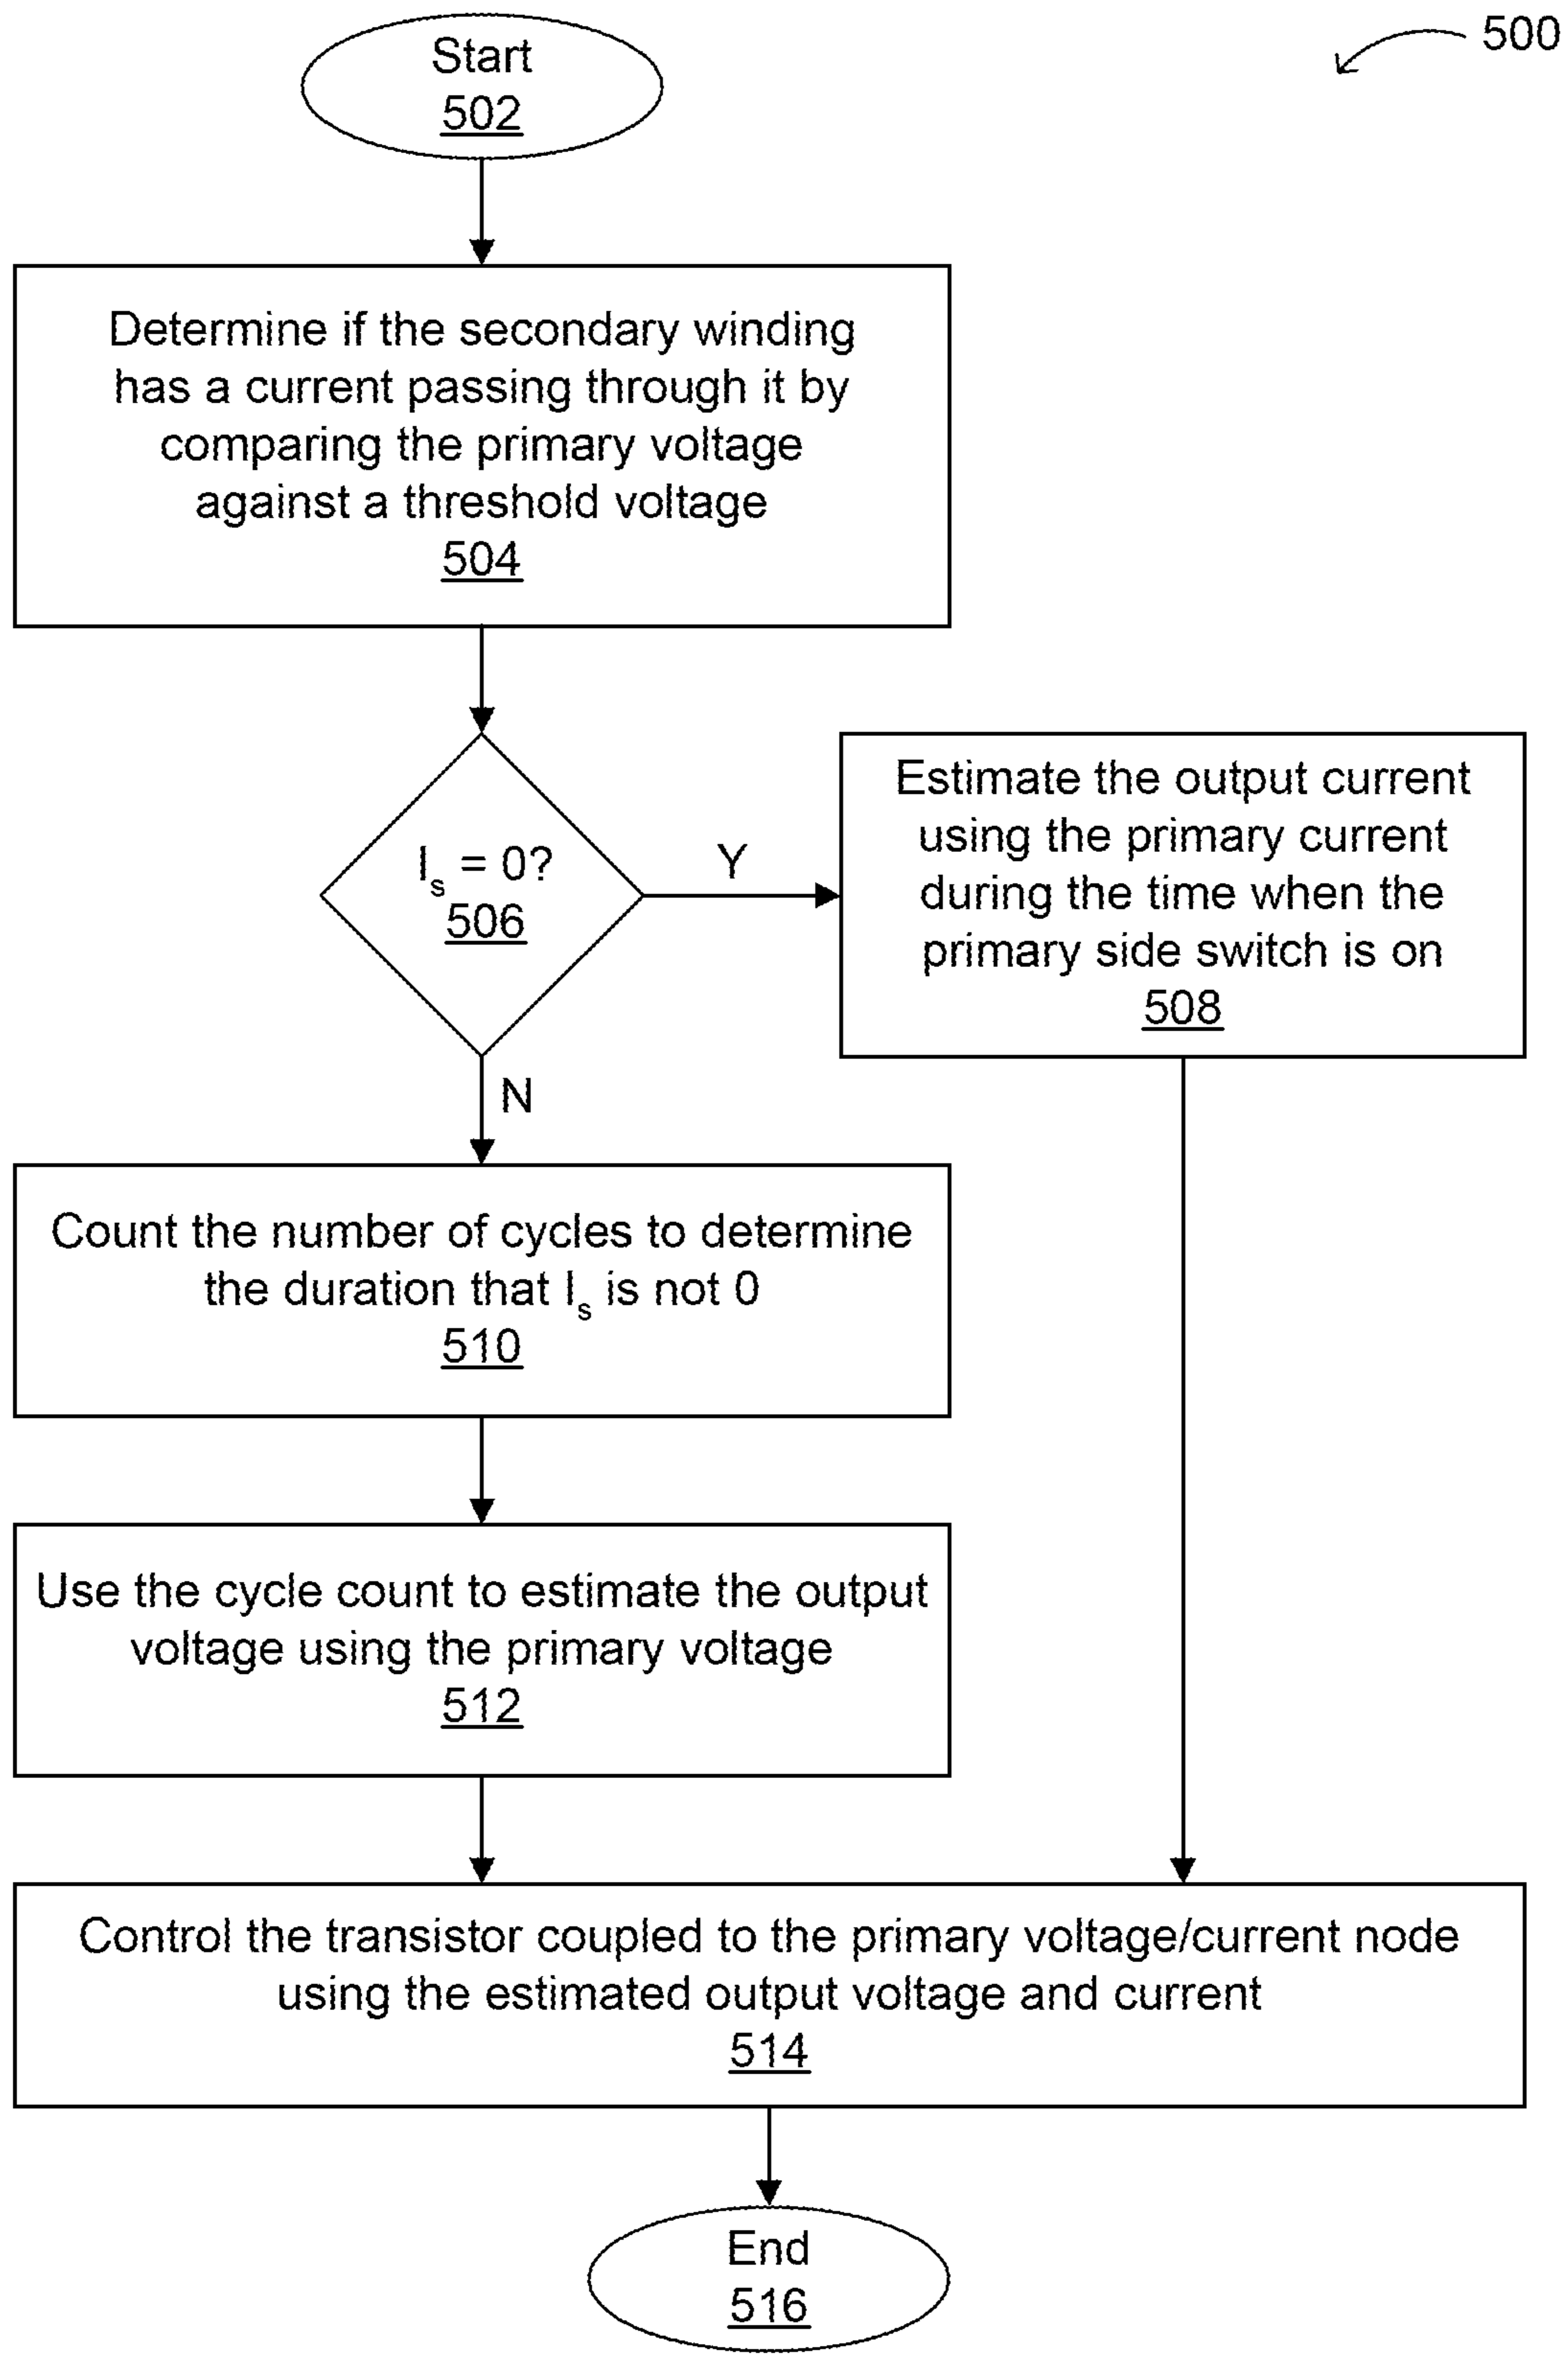 500
Start
502
Determine if the secondary winding
has a current passing through it by
comparing the primary voltage
against a threshold voltage
504
Iₛ = 0?
506
Y
Estimate the output current
using the primary current
during the time when the
primary side switch is on
508
N
Count the number of cycles to determine
the duration that Iₛ is not 0
510
Use the cycle count to estimate the output
voltage using the primary voltage
512
Control the transistor coupled to the primary voltage/current node
using the estimated output voltage and current
514
End
516